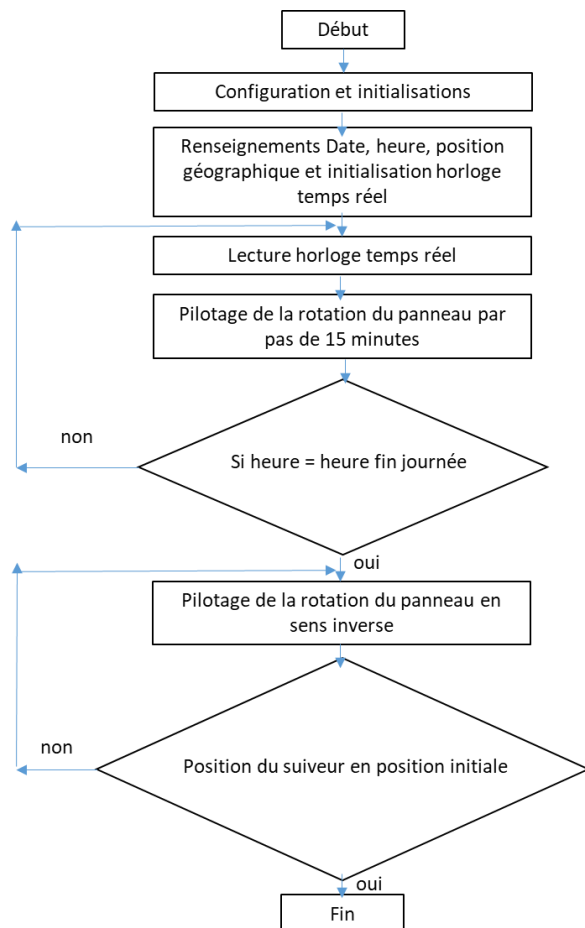 Début
Configuration et initialisations
Renseignements Date, heure, position
géographique et initialisation horloge
temps réel
Lecture horloge temps réel
Pilotage de la rotation du panneau par
pas de 15 minutes
non
Si heure = heure fin journée
oui
Pilotage de la rotation du panneau en
sens inverse
non
Position du suiveur en position initiale
oui
Fin